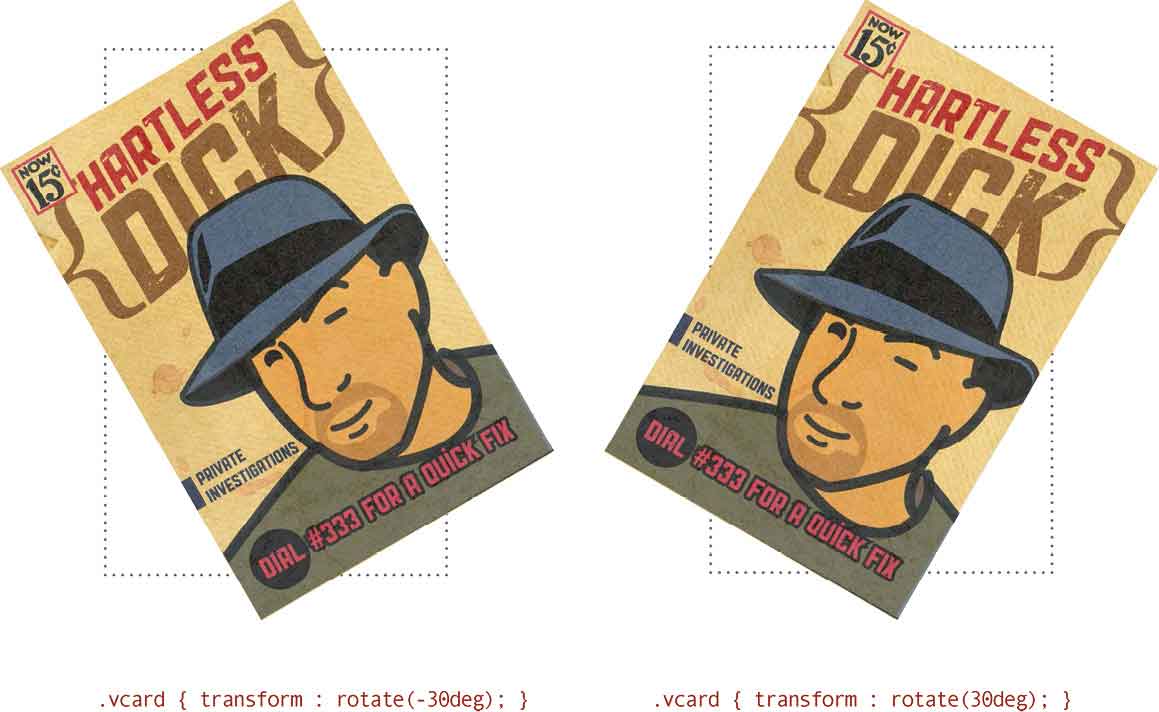 NOW
15¢
HARTLESS
DICK
PRIVATE
INVESTIGATIONS
DIAL #333 FOR A QUICK FIX
NOW
15¢
HARTLESS
DICK
PRIVATE
INVESTIGATIONS
DIAL #333 FOR A QUICK FIX
.vcard { transform : rotate(-30deg); }
.vcard { transform : rotate(30deg); }